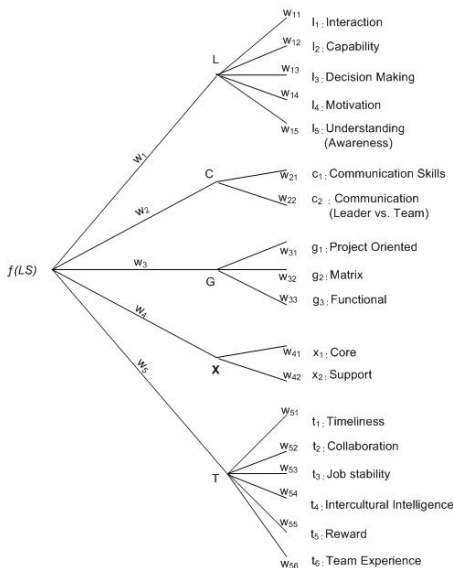 w₁₁ l₁: Interaction
w₁₂ l₂: Capability
L
w₁₃ l₃: Decision Making
w₁₄ l₄: Motivation
w₁₅ l₅: Understanding
(Awareness)
w₁
C
w₂₁ c₁: Communication Skills
w₂₂ c₂: Communication
(Leader vs. Team)
w₂
w₃₁ g₁: Project Oriented
f(LS)
w₃
G
w₃₂ g₂: Matrix
w₃₃ g₃: Functional
w₄
X
w₄₁ x₁: Core
w₄₂ x₂: Support
w₅
w₅₁ t₁: Timeliness
w₅₂ t₂: Collaboration
T
w₅₃ t₃: Job stability
w₅₄ t₄: Intercultural Intelligence
w₅₅ t₅: Reward
w₅₆ t₆: Team Experience